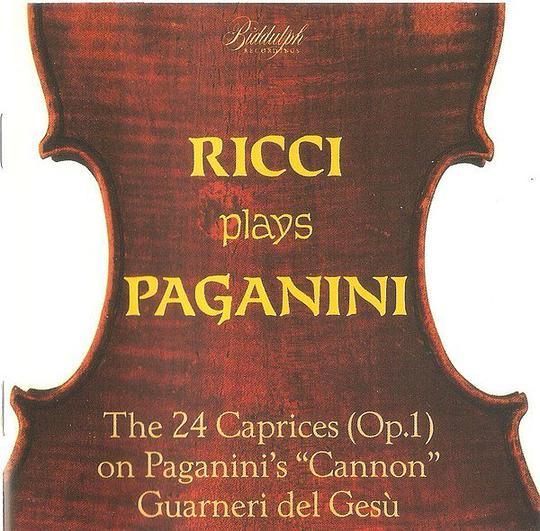 Biddulph
RECORDINGS
RICCI
plays
PAGANINI
The 24 Caprices (Op.1)
on Paganini's “Cannon”
Guarneri del Gesù